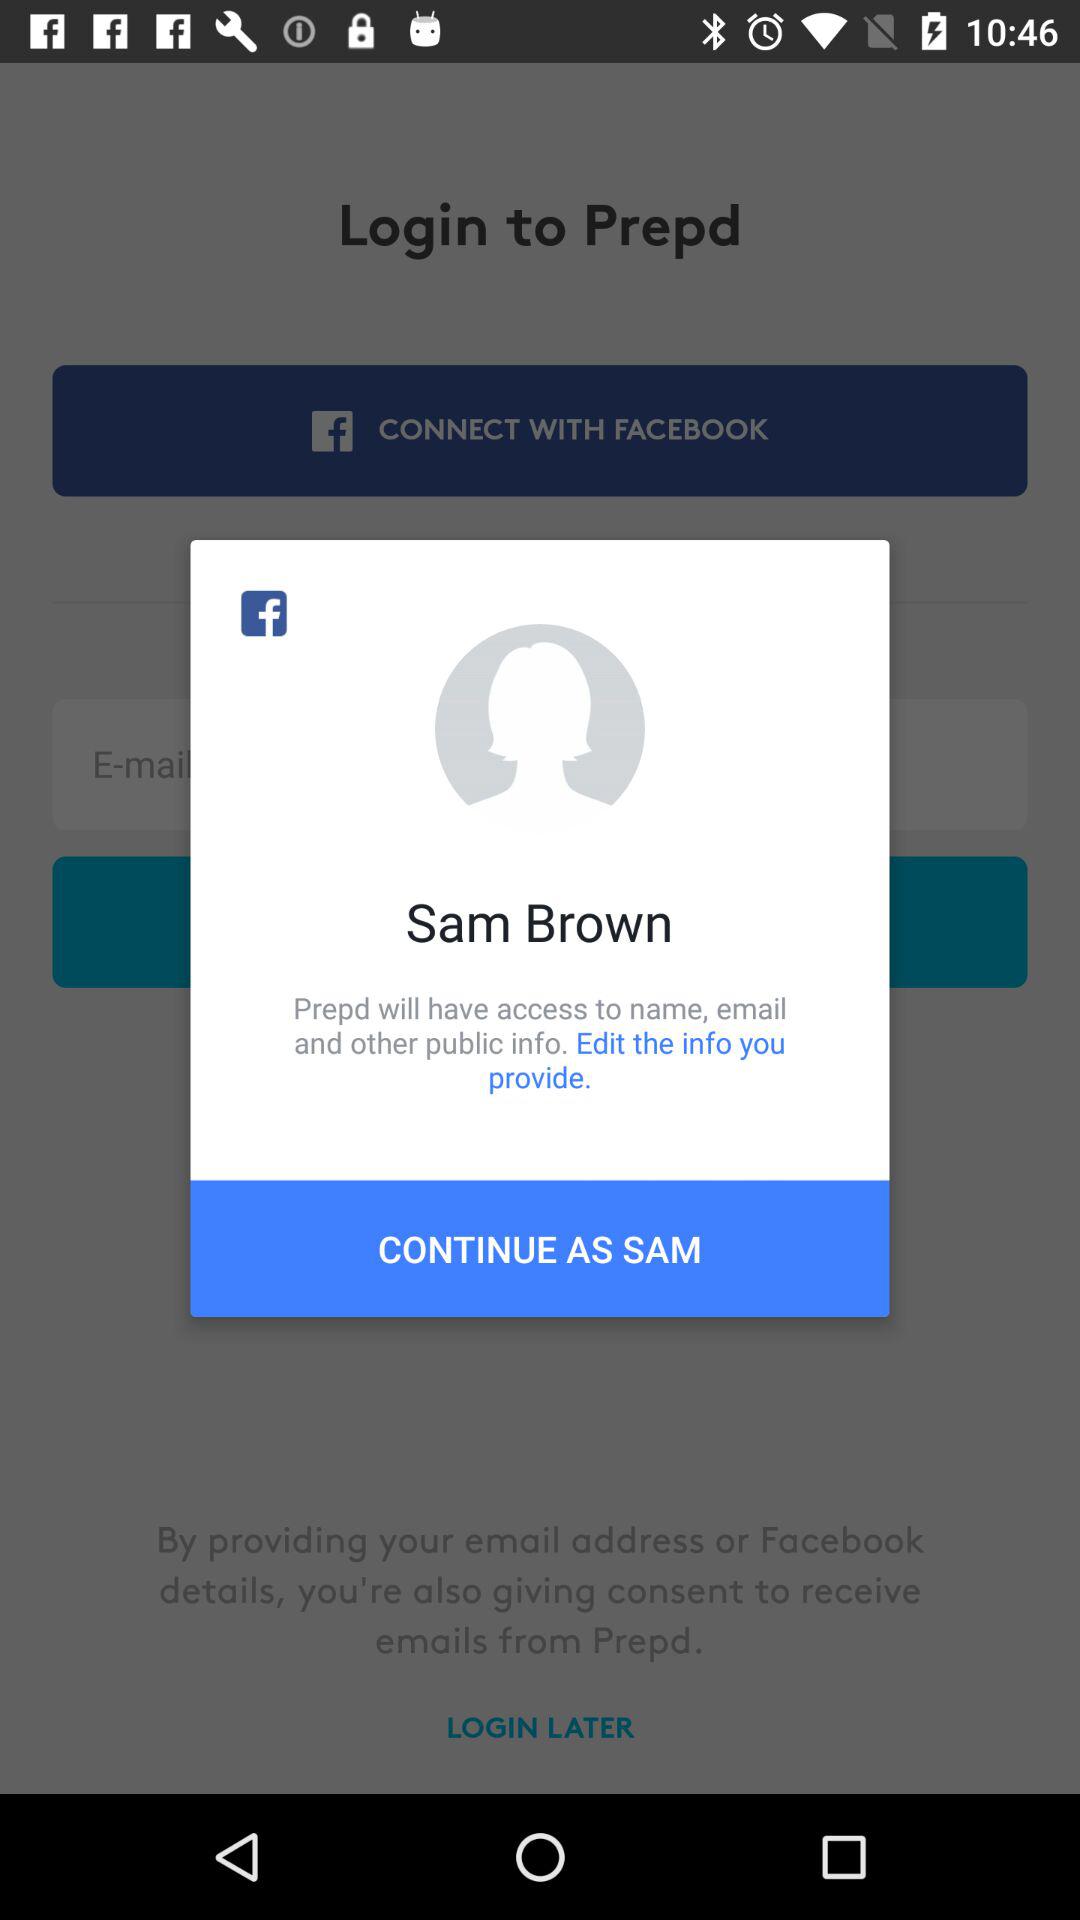 10:46
Login to Prepd
CONNECT WITH FACEBOOK
E-mail
Sam Brown
Prepd will have access to name, email
and other public info. Edit the info you
provide.
CONTINUE AS SAM
By providing your email address or Facebook
details, you're also giving consent to receive
emails from Prepd.
LOGIN LATER